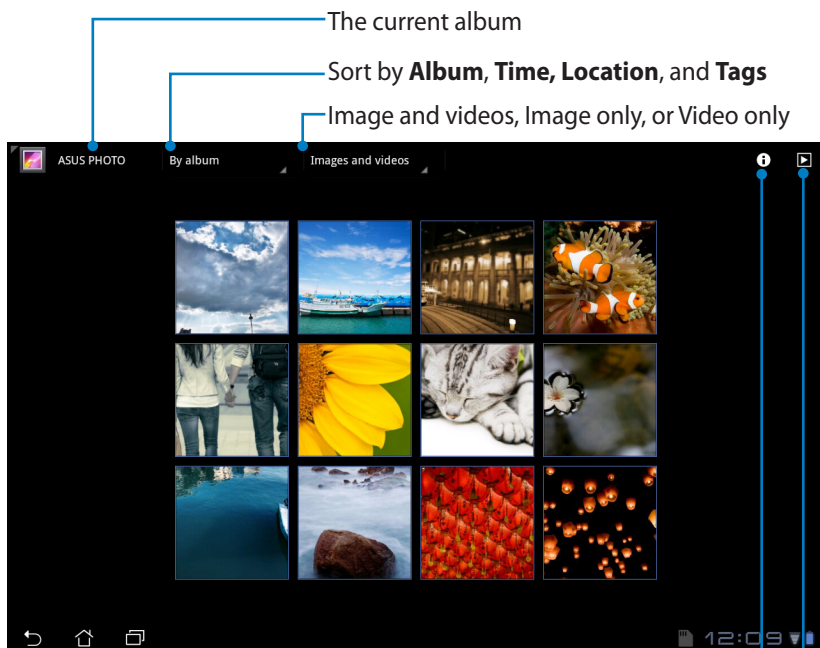 The current album
Sort by Album, Time, Location, and Tags
Image and videos, Image only, or Video only
ASUS PHOTO By album Images and videos
12:09